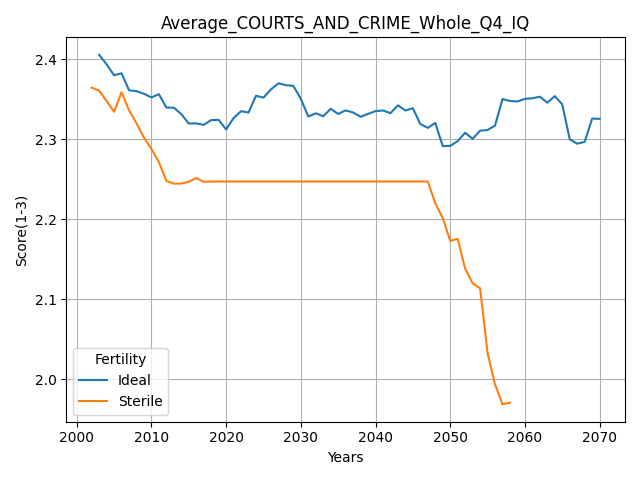 Average_COURTS_AND_CRIME_Whole_Q4_IQ
Score(1-3)
2.4
2.3
2.2
2.1
2.0
Fertility
Ideal
Sterile
2000 2010 2020 2030 2040 2050 2060 2070
Years